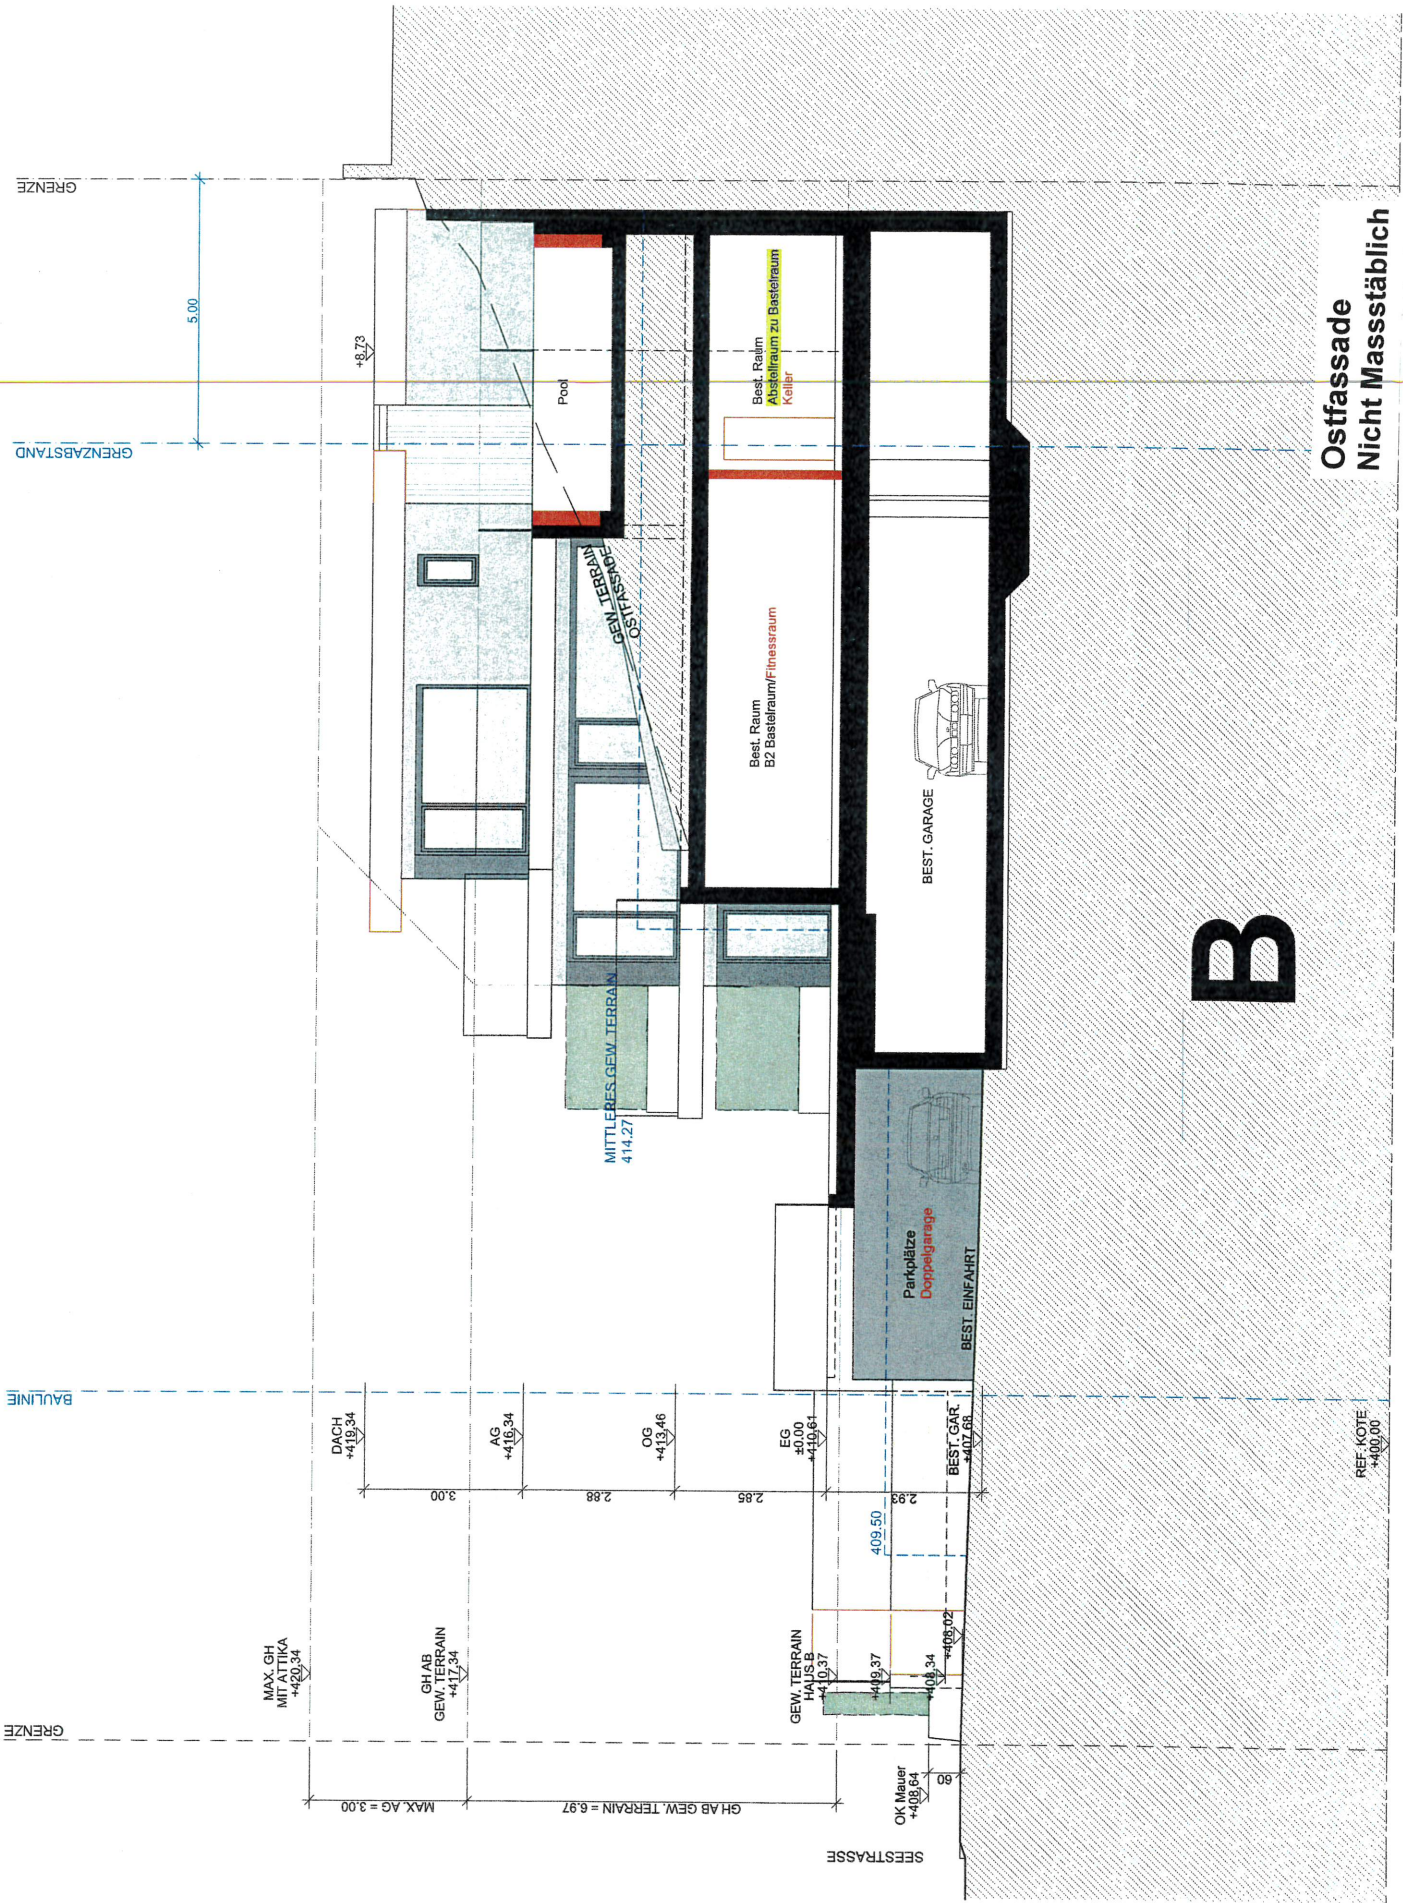 GRENZE
5.00
GRENZABSTAND
+8,73
Pool
GEW. TERRAIN
OSTFASSADE
Best. Raum
Abstellraum zu Bastelraum
Keller
Best. Raum
B2 Bastelraum/Fitnessraum
BEST. GARAGE
Ostfassade
Nicht Massstäblich
B
MITTLERES GEW. TERRAIN
414.27
Parkplätze
Doppelgarage
BEST. EINFAHRT
BAULINIE
DACH
+419,34
AG
+416,34
OG
+413,46
EG
±0.00
+410,61
BEST. GAR.
+407,68
REF. KOTE
+400,00
3.00
2.88
2.85
2.93
409.50
MAX. GH
MIT ATTIKA
+420,34
GH AB
GEW. TERRAIN
+417,34
GEW. TERRAIN
HAUS B
+410,37
+409,37
+408,34
+408,02
GRENZE
MAX. AG = 3.00
GH AB GEW. TERRAIN = 6.97
OK Mauer
+408,64
60
SEESTRASSE